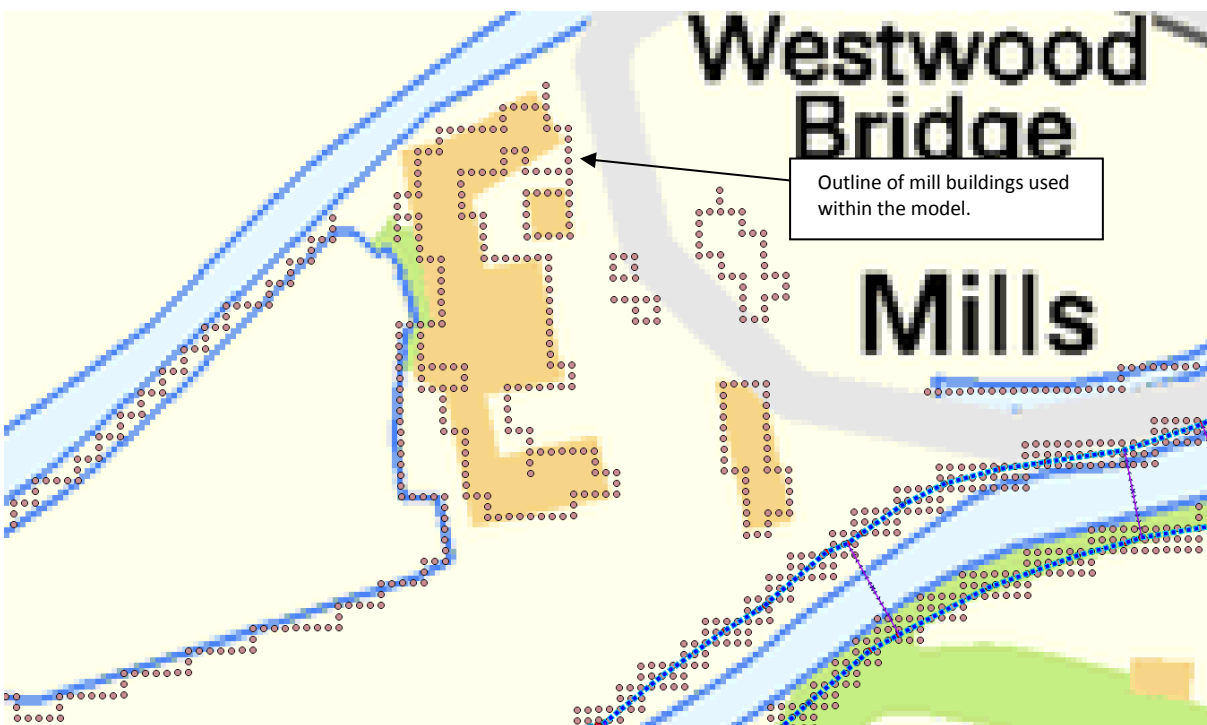 Westwood
Bridge
Outline of mill buildings used
within the model.
Mills